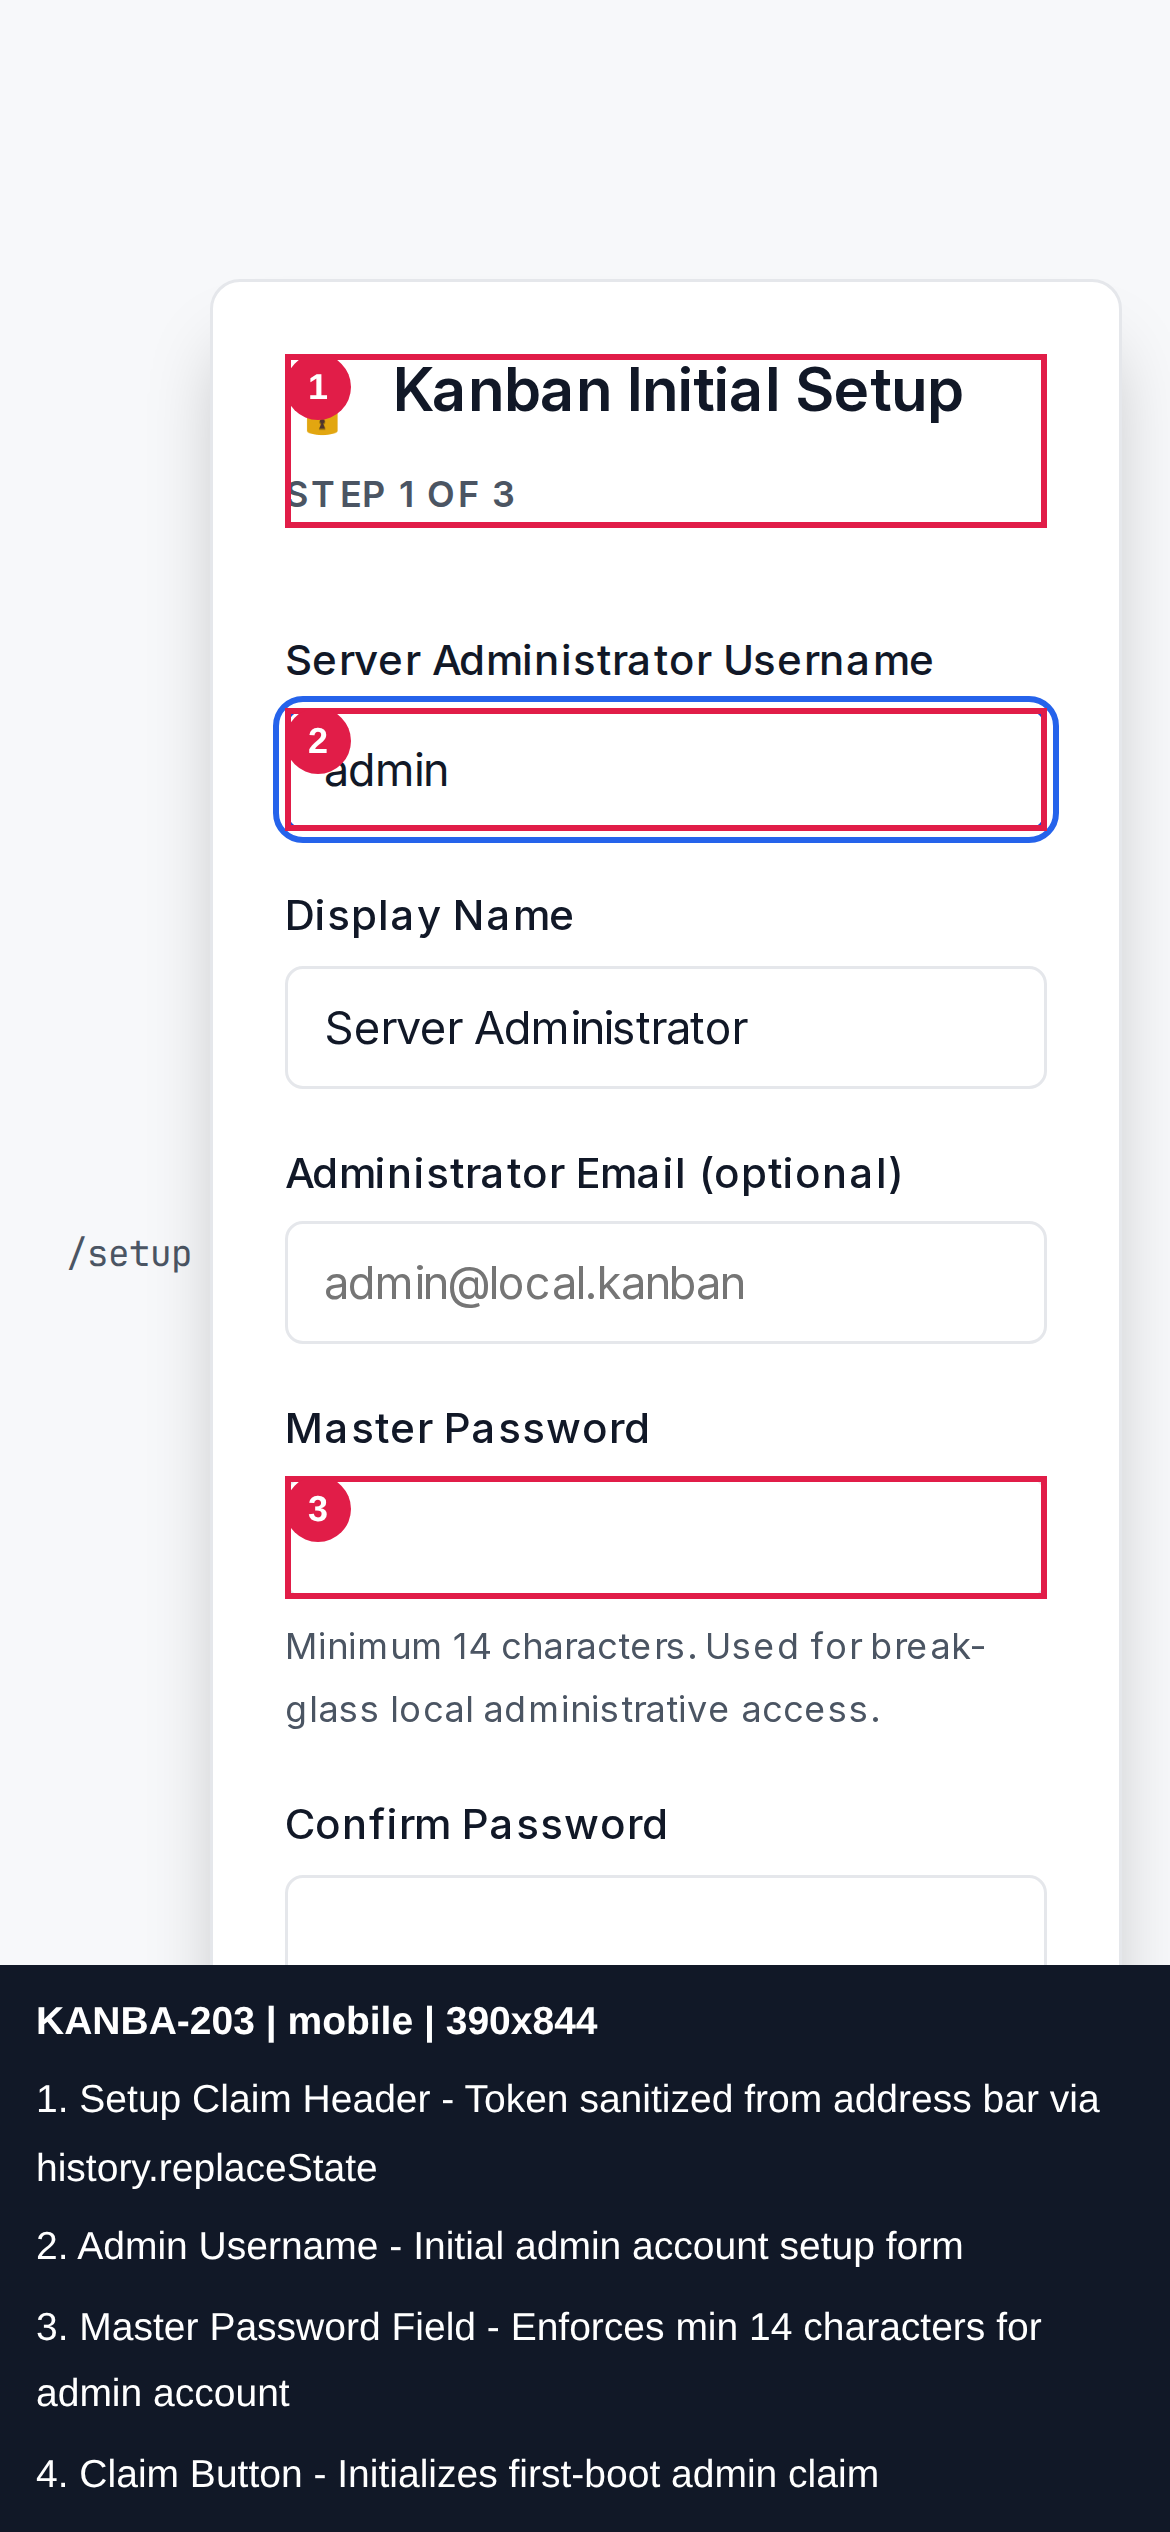 1 Kanban Initial Setup
STEP 1 OF 3
Server Administrator Username
2
admin
Display Name
Server Administrator
Administrator Email (optional)
/setup
admin@local.kanban
Master Password
3
Minimum 14 characters. Used for break-
glass local administrative access.
Confirm Password
KANBA-203 | mobile | 390x844
1. Setup Claim Header - Token sanitized from address bar via
history.replaceState
2. Admin Username - Initial admin account setup form
3. Master Password Field - Enforces min 14 characters for
admin account
4. Claim Button - Initializes first-boot admin claim